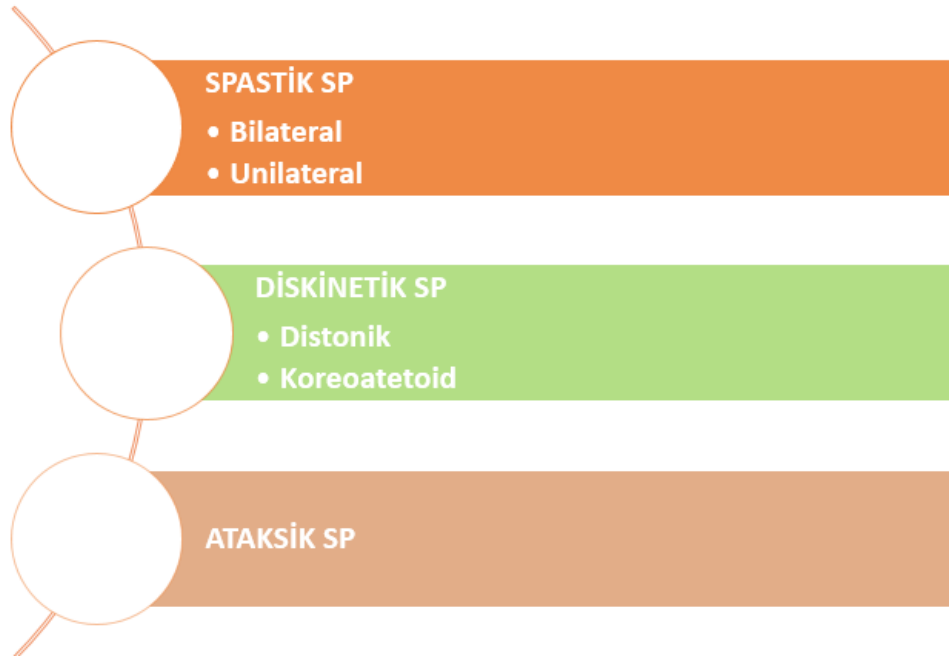 SPASTİK SP
• Bilateral
• Unilateral
DİSKİNETİK SP
• Distonik
• Koreoatetoid
ATAKSİK SP